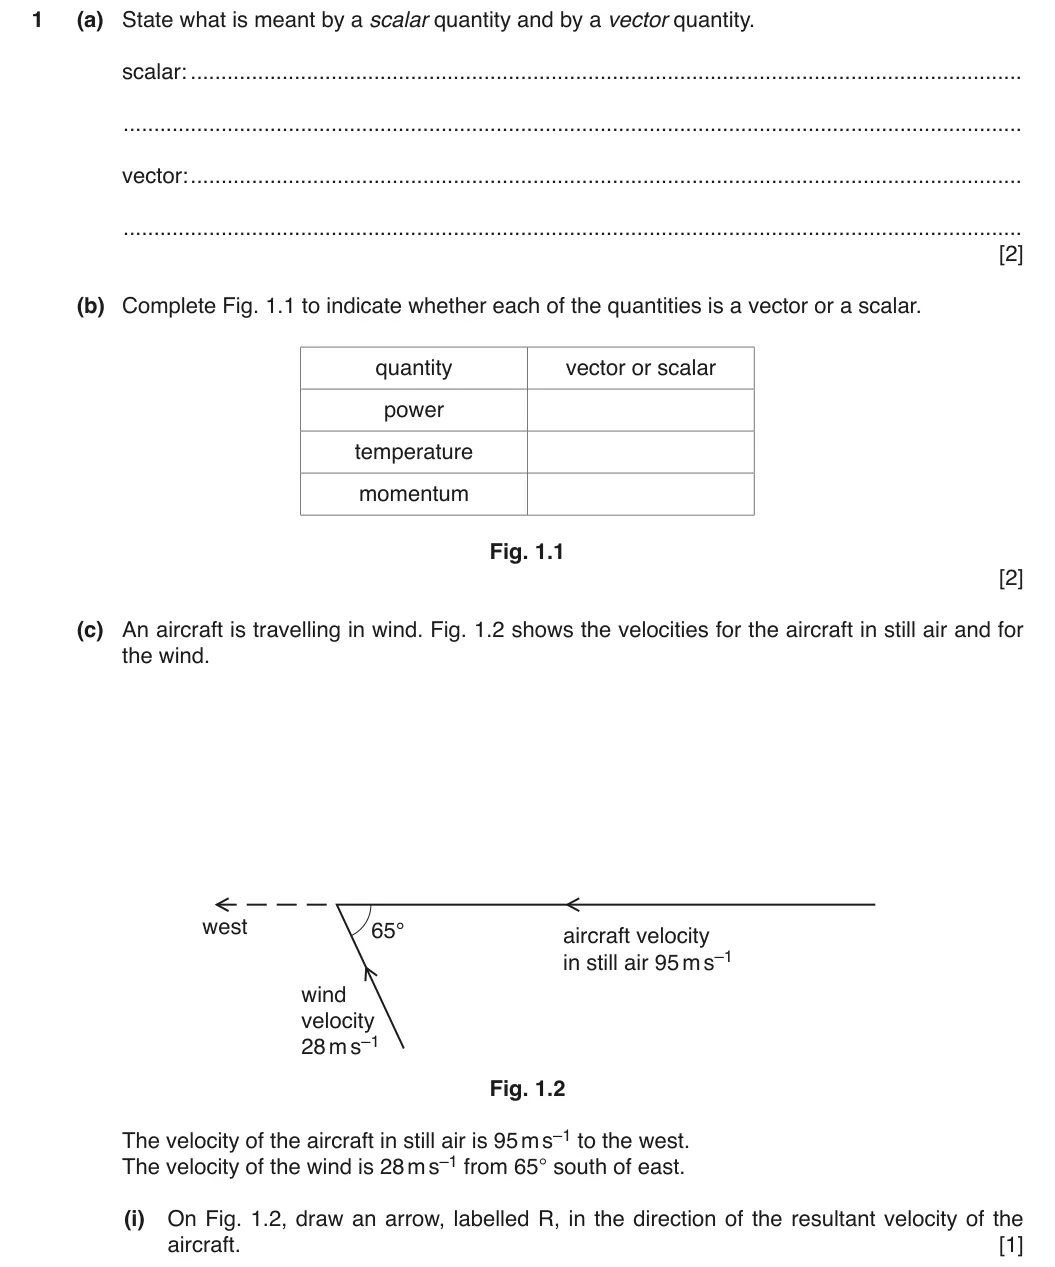 1 (a) State what is meant by a scalar quantity and by a vector quantity.
scalar: ....................................................................................................................................
....................................................................................................................................
vector: ....................................................................................................................................
....................................................................................................................................
[2]
(b) Complete Fig. 1.1 to indicate whether each of the quantities is a vector or a scalar.
quantity vector or scalar
power
temperature
momentum
Fig. 1.1
[2]
(c) An aircraft is travelling in wind. Fig. 1.2 shows the velocities for the aircraft in still air and for
the wind.
west
65°
aircraft velocity
in still air 95 m s⁻¹
wind
velocity
28 m s⁻¹
Fig. 1.2
The velocity of the aircraft in still air is 95 m s⁻¹ to the west.
The velocity of the wind is 28 m s⁻¹ from 65° south of east.
(i) On Fig. 1.2, draw an arrow, labelled R, in the direction of the resultant velocity of the
aircraft. [1]